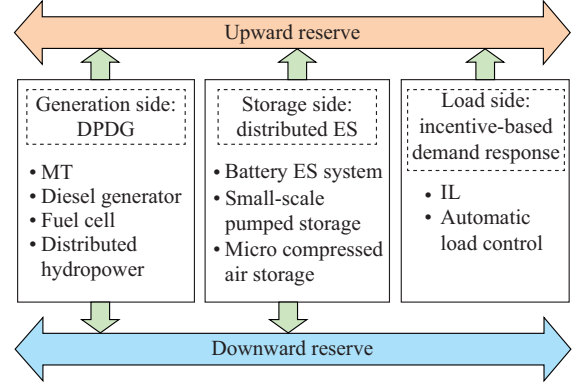 Upward reserve
Generation side:
DPDG
• MT
• Diesel generator
• Fuel cell
• Distributed
hydropower
Storage side:
distributed ES
• Battery ES system
• Small-scale
pumped storage
• Micro compressed
air storage
Load side:
incentive-based
demand response
• IL
• Automatic
load control
Downward reserve